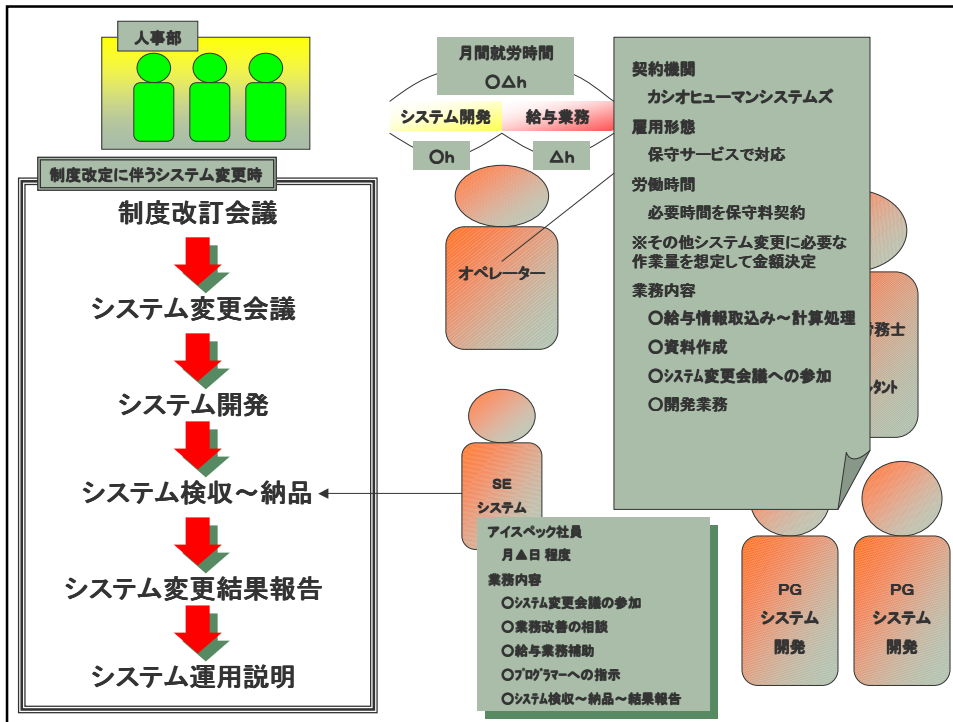 人事部
制度改定に伴うシステム変更時
制度改訂会議
システム変更会議
システム開発
システム検収～納品
システム変更結果報告
システム運用説明
月間就労時間
○△h
システム開発
給与業務
○h
△h
オペレーター
契約機関
カシオヒューマンシステムズ
雇用形態
保守サービスで対応
労働時間
必要時間を保守料契約
※その他システム変更に必要な
作業量を想定して金額決定
業務内容
○給与情報取込み～計算処理
○資料作成
○システム変更会議への参加
○開発業務
労務士
タント
SE
システム
アイスペック社員
月▲日 程度
業務内容
○システム変更会議の参加
○業務改善の相談
○給与業務補助
○プログラマーへの指示
○システム検収～納品～結果報告
PG
システム
開発
PG
システム
開発